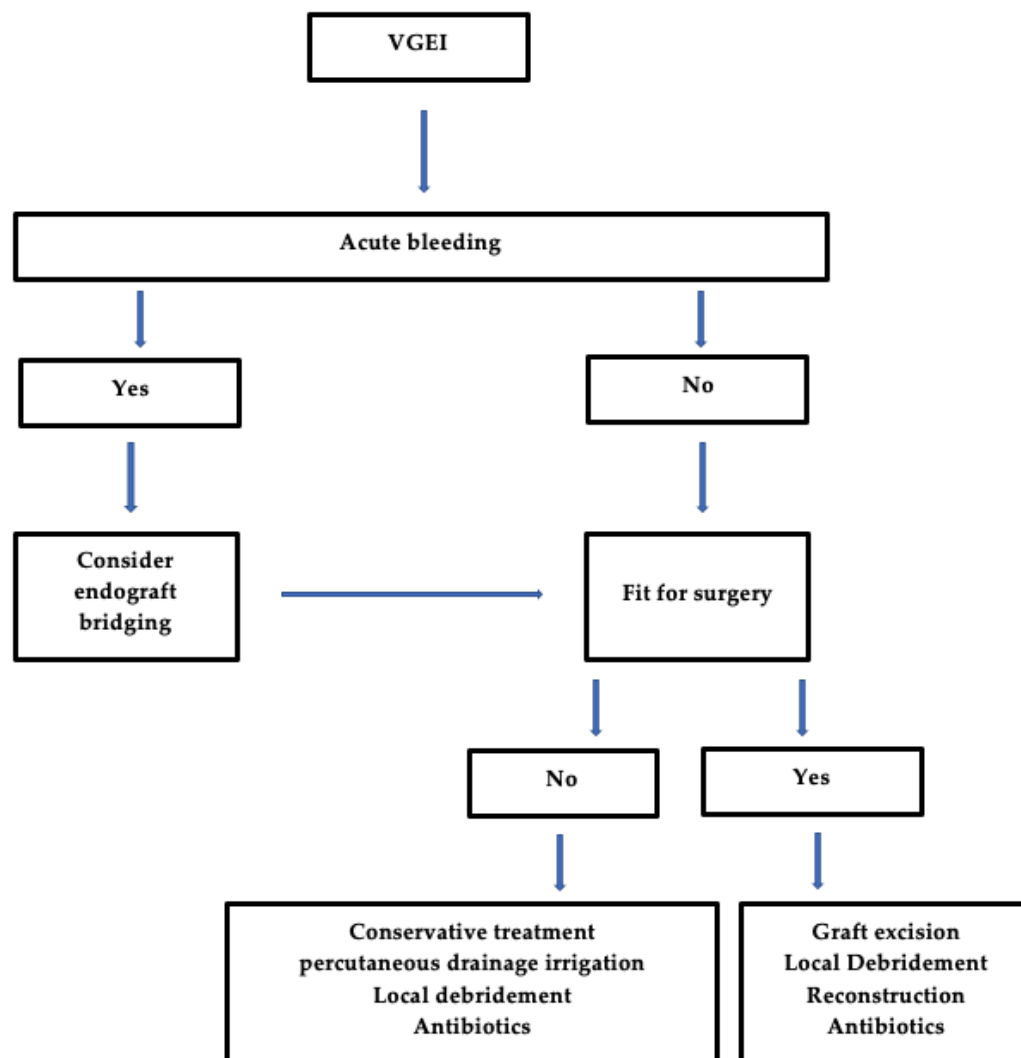 VGEI
Acute bleeding
Yes
No
Consider
endograft
bridging
Fit for surgery
No
Yes
Conservative treatment
percutaneous drainage irrigation
Local debridement
Antibiotics
Graft excision
Local Debridement
Reconstruction
Antibiotics